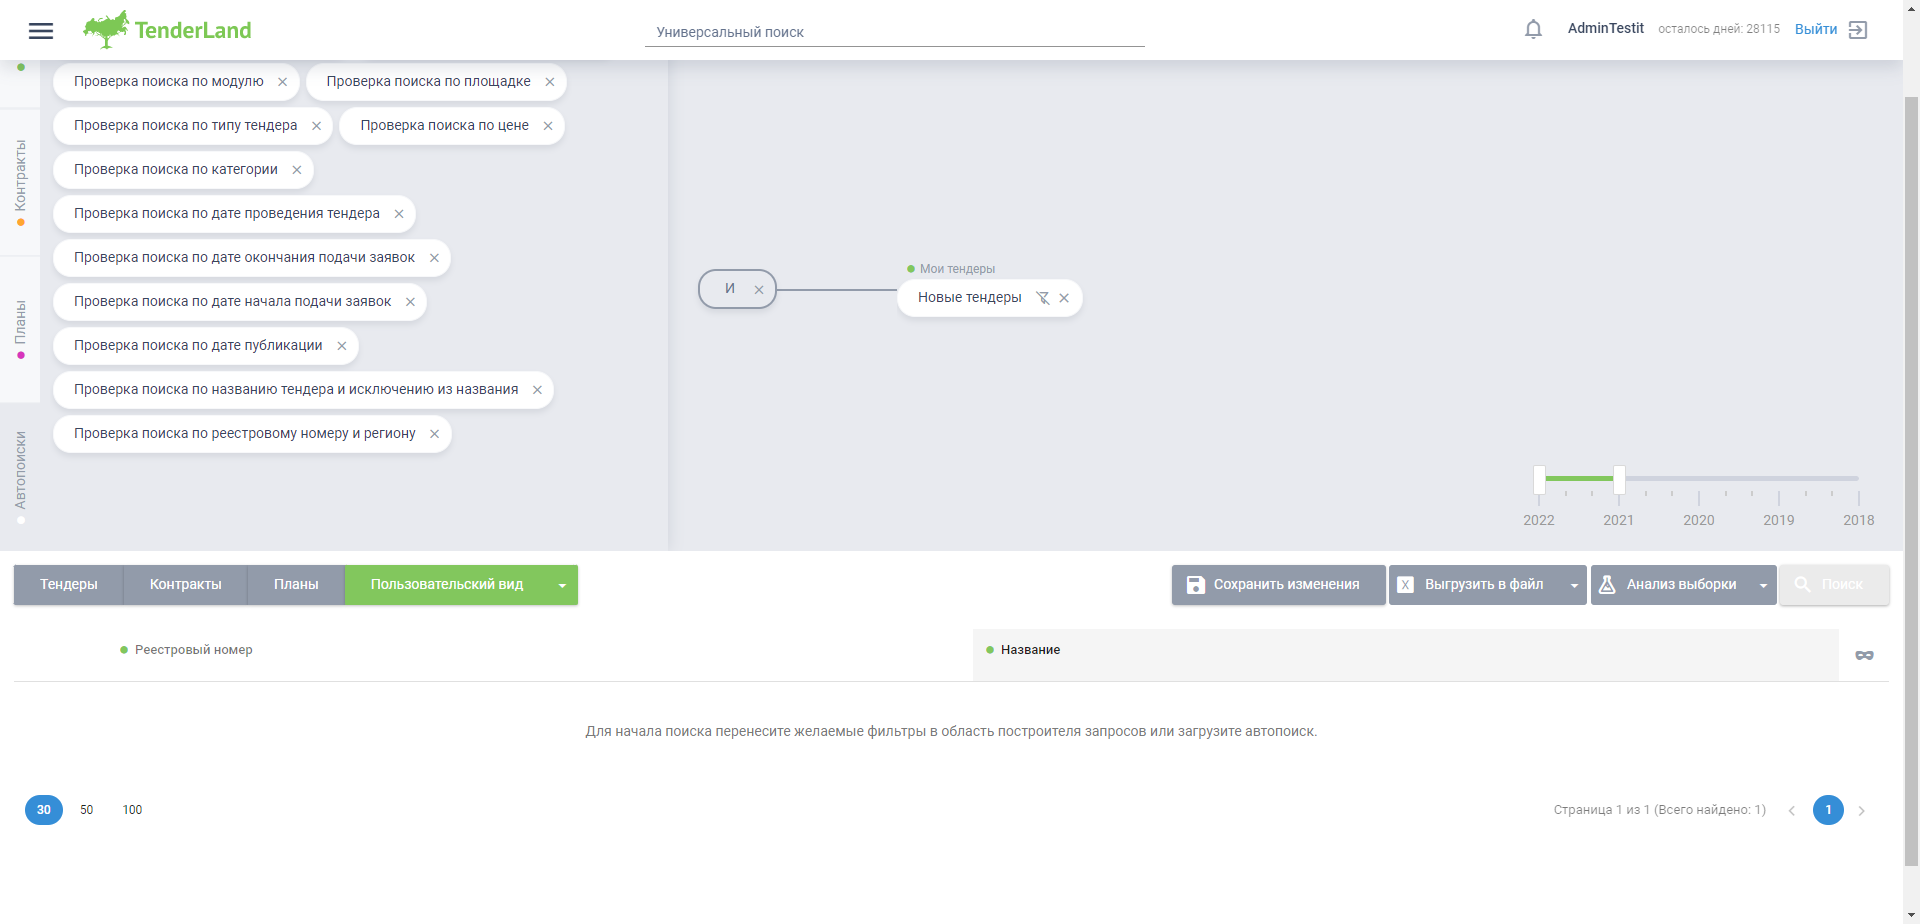 TenderLand
Универсальный поиск
AdminTestit
осталось дней: 28115
Выйти
Проверка поиска по модулю
Проверка поиска по площадке
Проверка поиска по типу тендера
Проверка поиска по цене
Проверка поиска по категории
Проверка поиска по дате проведения тендера
Проверка поиска по дате окончания подачи заявок
Проверка поиска по дате начала подачи заявок
Проверка поиска по дате публикации
Проверка поиска по названию тендера и исключению из названия
Проверка поиска по реестровому номеру и региону
Контракты
Планы
Автопоиски
И
Мои тендеры
Новые тендеры
2022 2021 2020 2019 2018
Тендеры Контракты Планы Пользовательский вид
Сохранить изменения
X Выгрузить в файл
Анализ выборки
Поиск
Реестровый номер
Название
Для начала поиска перенесите желаемые фильтры в область построителя запросов или загрузите автопоиск.
30 50 100
Страница 1 из 1 (Всего найдено: 1)
1